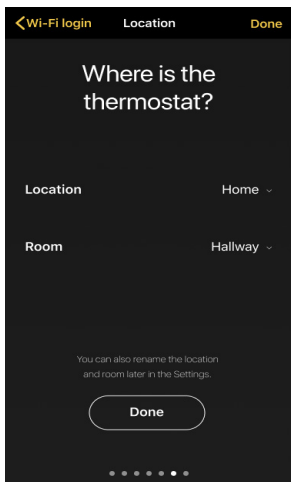 Wi-Fi login Location Done
Where is the
thermostat?
Location Home
Room Hallway
You can also rename the location
and room later in the Settings.
Done